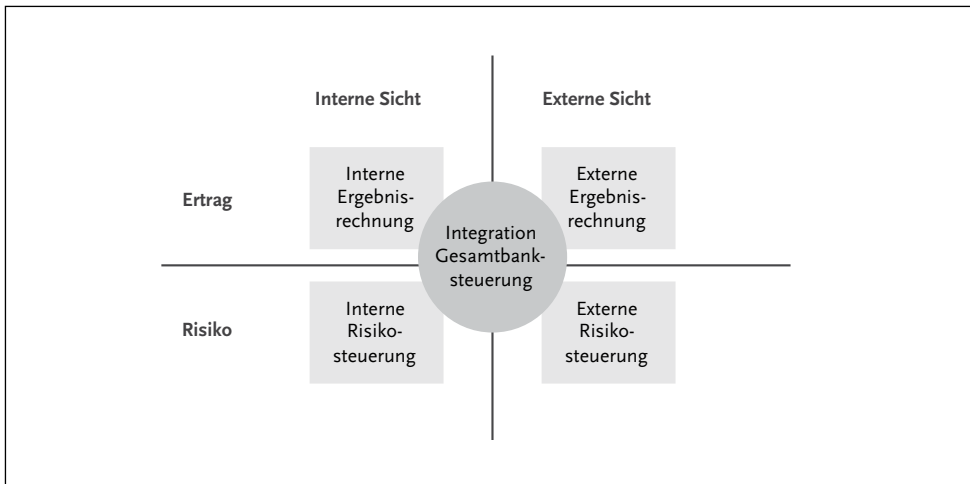 Interne Sicht
Externe Sicht
Ertrag
Interne
Ergebnis-
rechnung
Externe
Ergebnis-
rechnung
Integration
Gesamtbank-
steuerung
Risiko
Interne
Risiko-
steuerung
Externe
Risiko-
steuerung